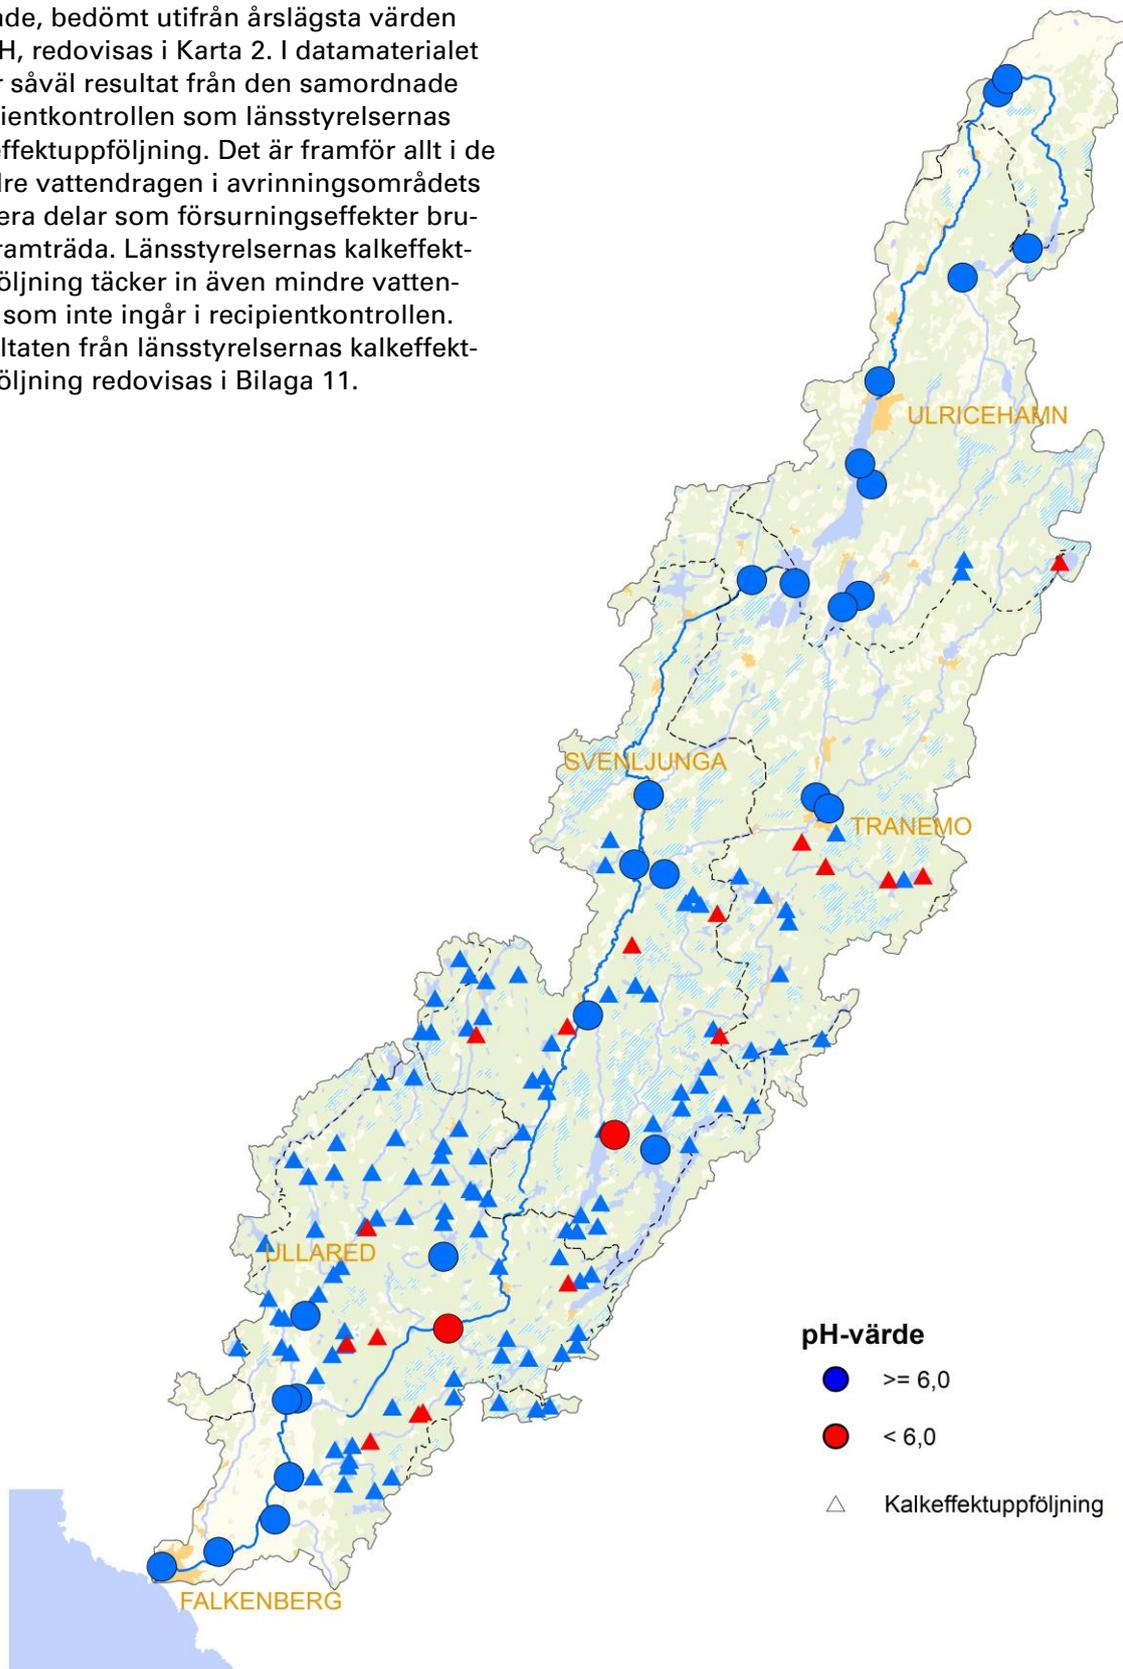 ade, bedömt utifrån årslägsta värden
H, redovisas i Karta 2. I datamaterialet
r såväl resultat från den samordnade
ientkontrollen som länsstyrelsernas
effektuppföljning. Det är framför allt i de
dre vattendragen i avrinningsområdets
era delar som försurningseffekter bru-
ramträda. Länsstyrelsernas kalkeffekt-
öljning täcker in även mindre vatten-
som inte ingår i recipientkontrollen.
ltaten från länsstyrelsernas kalkeffekt-
öljning redovisas i Bilaga 11.
ULRICEHAMN
SVENLJUNGA
TRANEMO
ULLARED
pH-värde
>= 6,0
< 6,0
Kalkeffektuppföljning
FALKENBERG